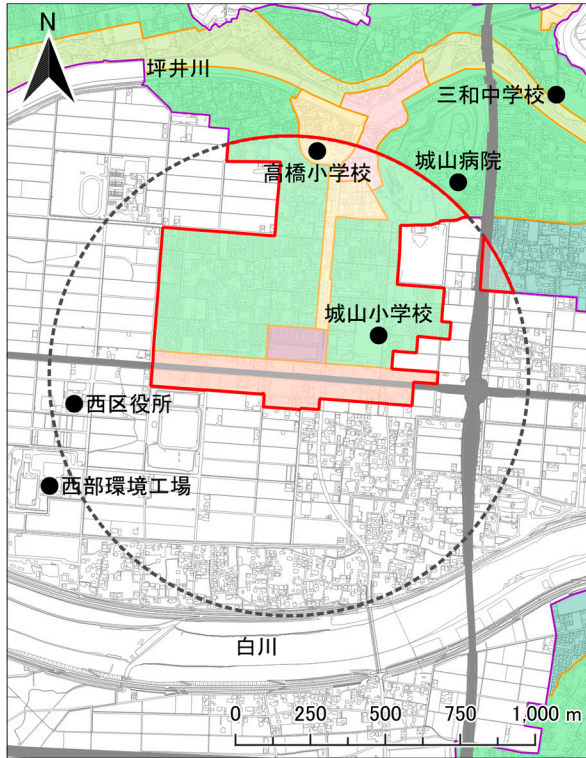 N
坪井川
三和中学校
高橋小学校
城山病院
城山小学校
西区役所
西部環境工場
白川
0 250 500 750 1,000 m